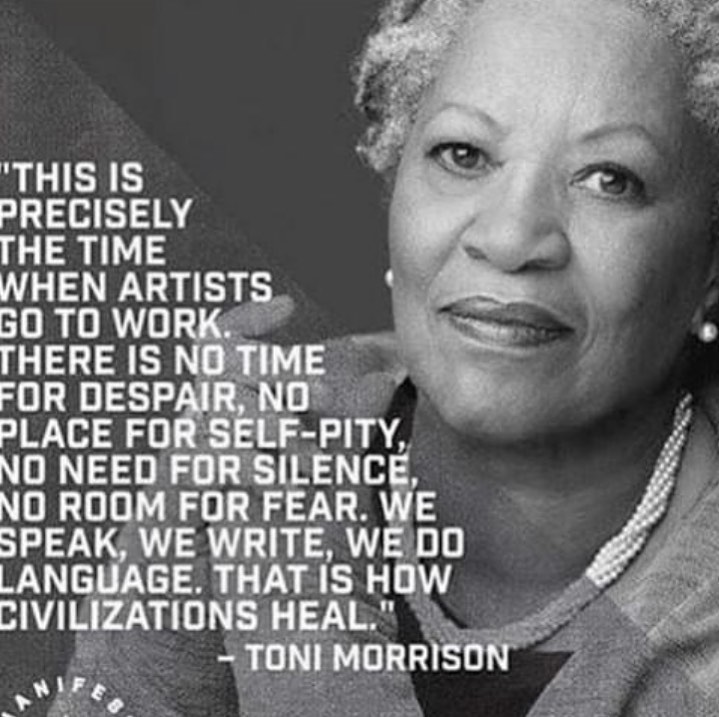 "THIS IS
PRECISELY
THE TIME
WHEN ARTISTS
GO TO WORK.
THERE IS NO TIME
FOR DESPAIR, NO
PLACE FOR SELF-PITY,
NO NEED FOR SILENCE,
NO ROOM FOR FEAR. WE
SPEAK, WE WRITE, WE DO
LANGUAGE. THAT IS HOW
CIVILIZATIONS HEAL."
– TONI MORRISON